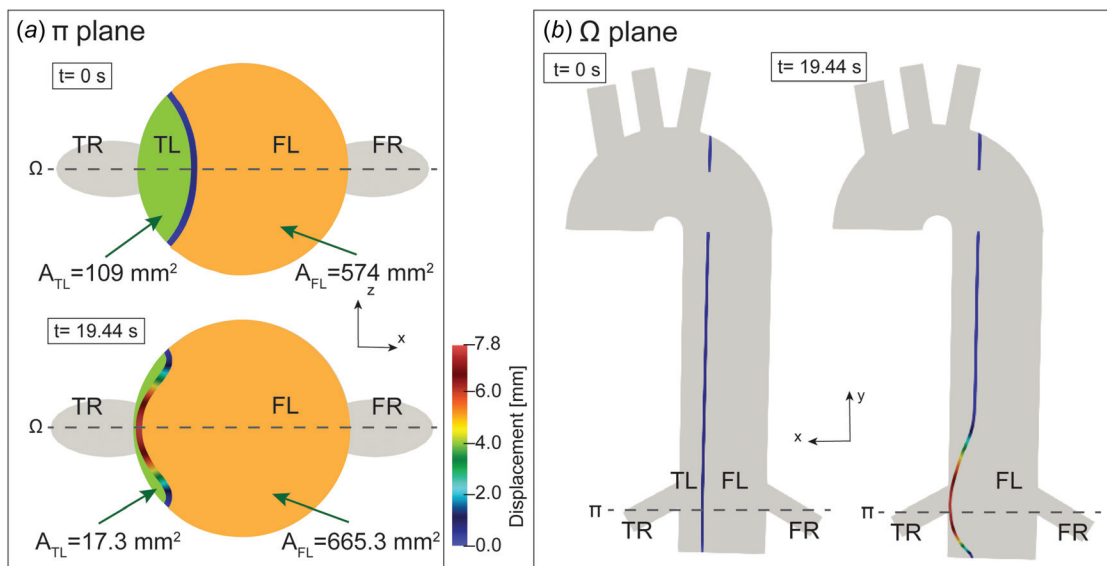 (a) π plane
t= 0 s
TR
TL
FL
FR
Ω
A_TL=109 mm²
A_FL=574 mm²
z
x
t= 19.44 s
TR
FL
FR
Ω
A_TL=17.3 mm²
A_FL=665.3 mm²
7.8
6.0
4.0
2.0
0.0
Displacement [mm]
(b) Ω plane
t= 0 s
t= 19.44 s
y
x
TL
FL
π
TR
FR
FL
π
TR
FR